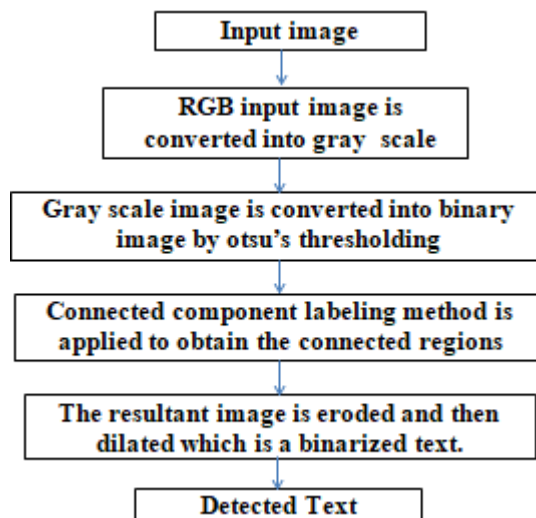 Input image
RGB input image is
converted into gray scale
Gray scale image is converted into binary
image by otsu's thresholding
Connected component labeling method is
applied to obtain the connected regions
The resultant image is eroded and then
dilated which is a binarized text.
Detected Text